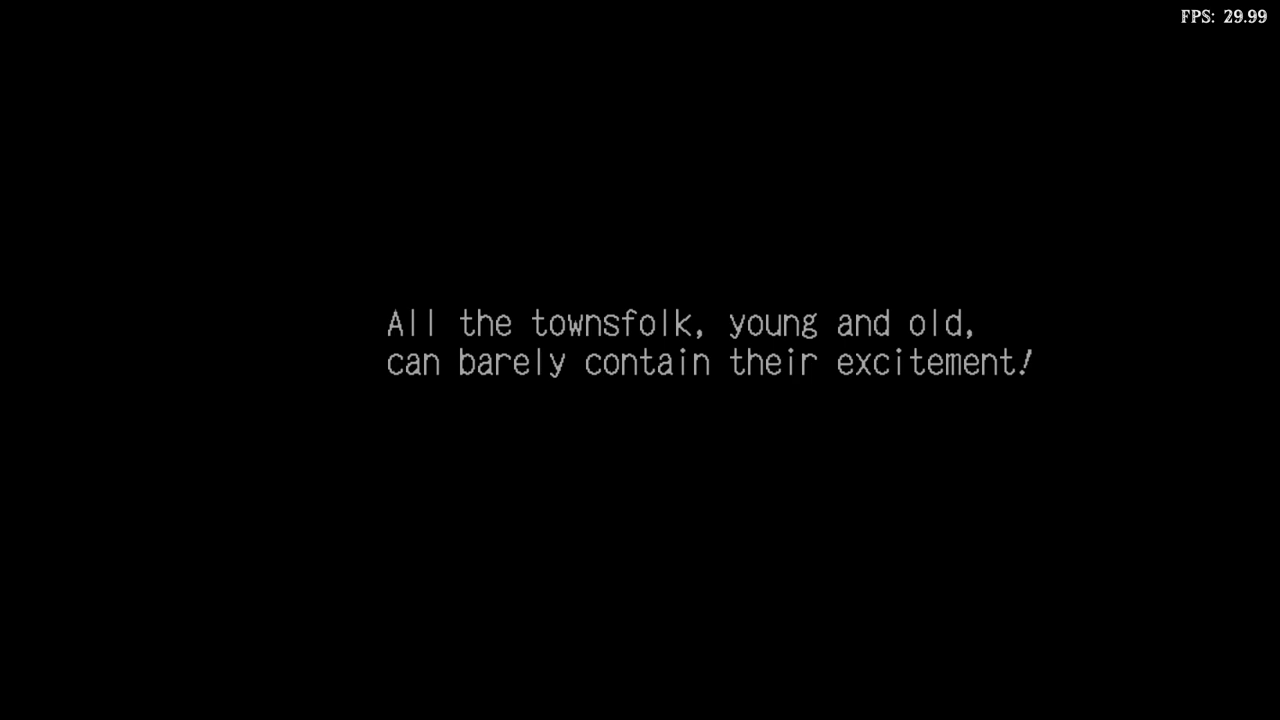 FPS: 29.99
All the townsfolk, young and old,
can barely contain their excitement!